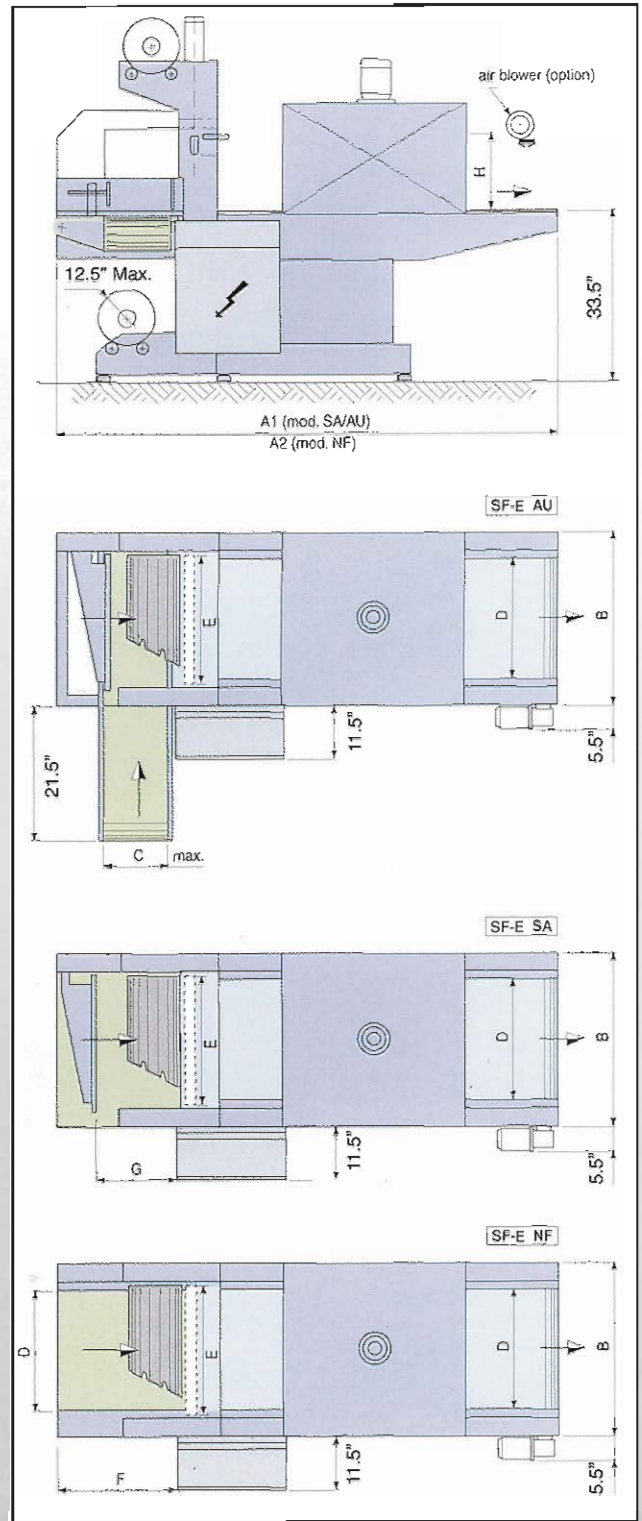 air blower (option)
H
12.5" Max.
33.5"
A1 (mod. SA/AU)
A2 (mod. NF)
SF-E AU
E
D
B
21.5"
11.5"
5.5"
C max.
SF-E SA
E
D
B
G
11.5"
5.5"
SF-E NF
D
E
D
B
F
11.5"
5.5"